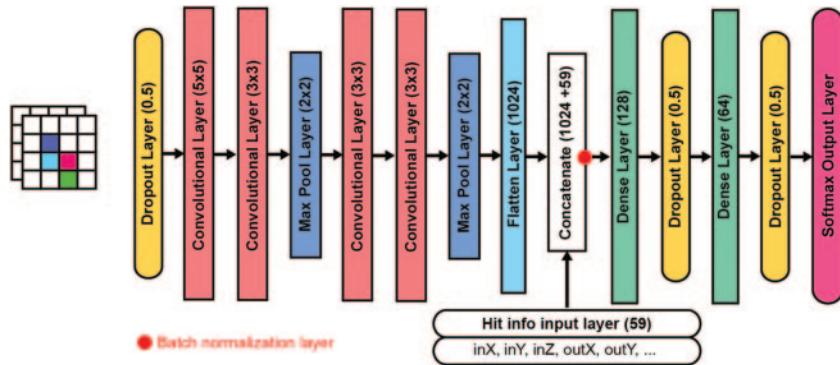 Dropout Layer (0.5)
Convolutional Layer (5x5)
Convolutional Layer (3x3)
Max Pool Layer (2x2)
Convolutional Layer (3x3)
Convolutional Layer (3x3)
Max Pool Layer (2x2)
Flatten Layer (1024)
Concatenate (1024 +59)
Dense Layer (128)
Dropout Layer (0.5)
Dense Layer (64)
Dropout Layer (0.5)
Softmax Output Layer
Hit info input layer (59)
inX, inY, inZ, outX, outY, ...
Batch normalization layer